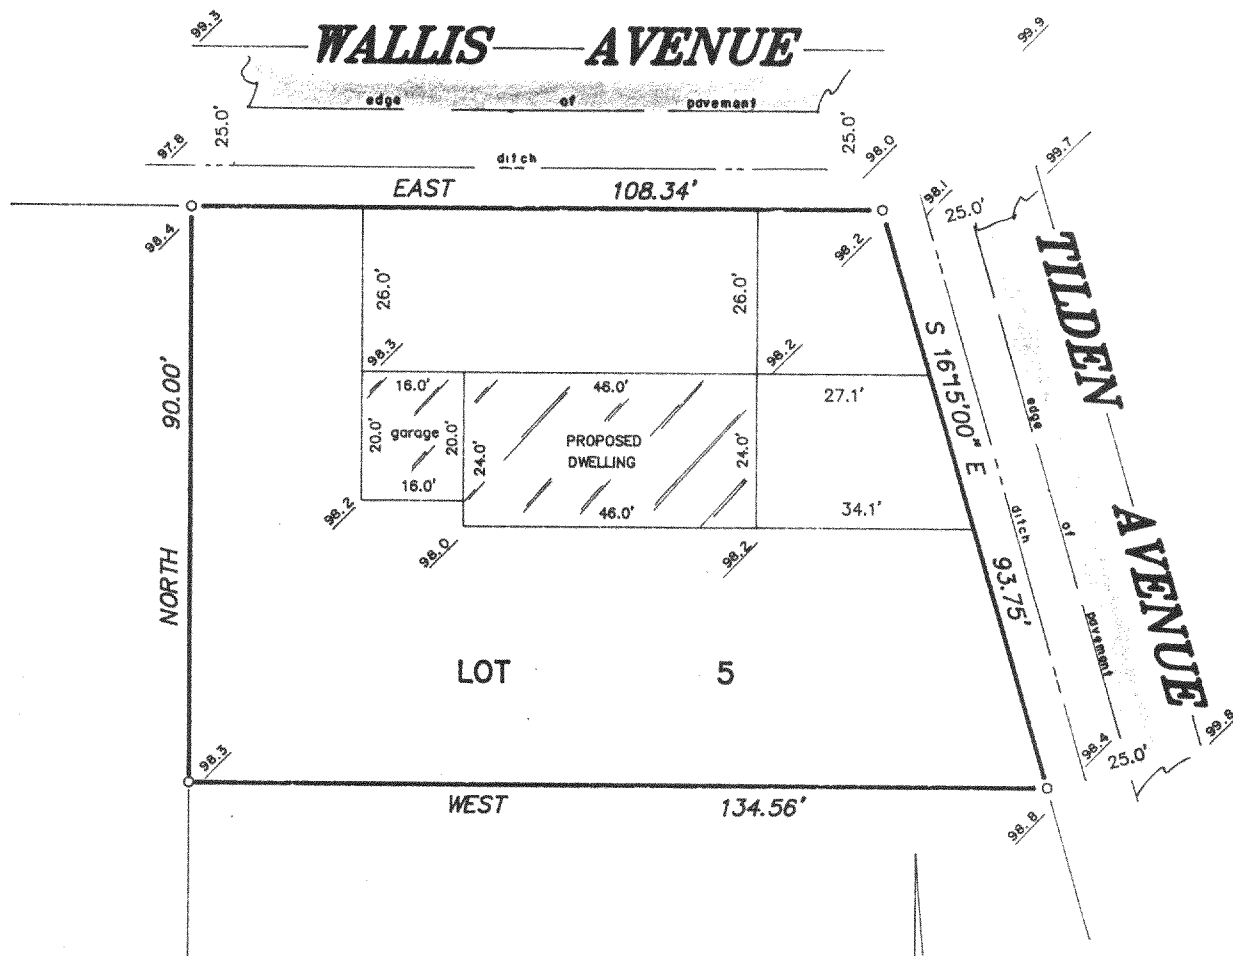 99.3
WALLIS AVENUE
99.9
edge of pavement
25.0'
25.0'
97.8
ditch
98.0
99.7
EAST 108.34'
98.1
25.0'
98.4
98.2
TILDEN AVENUE
26.0'
26.0'
98.3
98.2
S 16°15'00" E 93.75'
90.00'
16.0'
46.0'
27.1'
edge of pavement
garage
20.0'
20.0'
24.0'
PROPOSED
DWELLING
24.0'
16.0'
46.0'
34.1'
98.2
98.0
98.2
ditch
NORTH
LOT 5
98.3
98.4
25.0'
99.8
WEST 134.56'
98.8